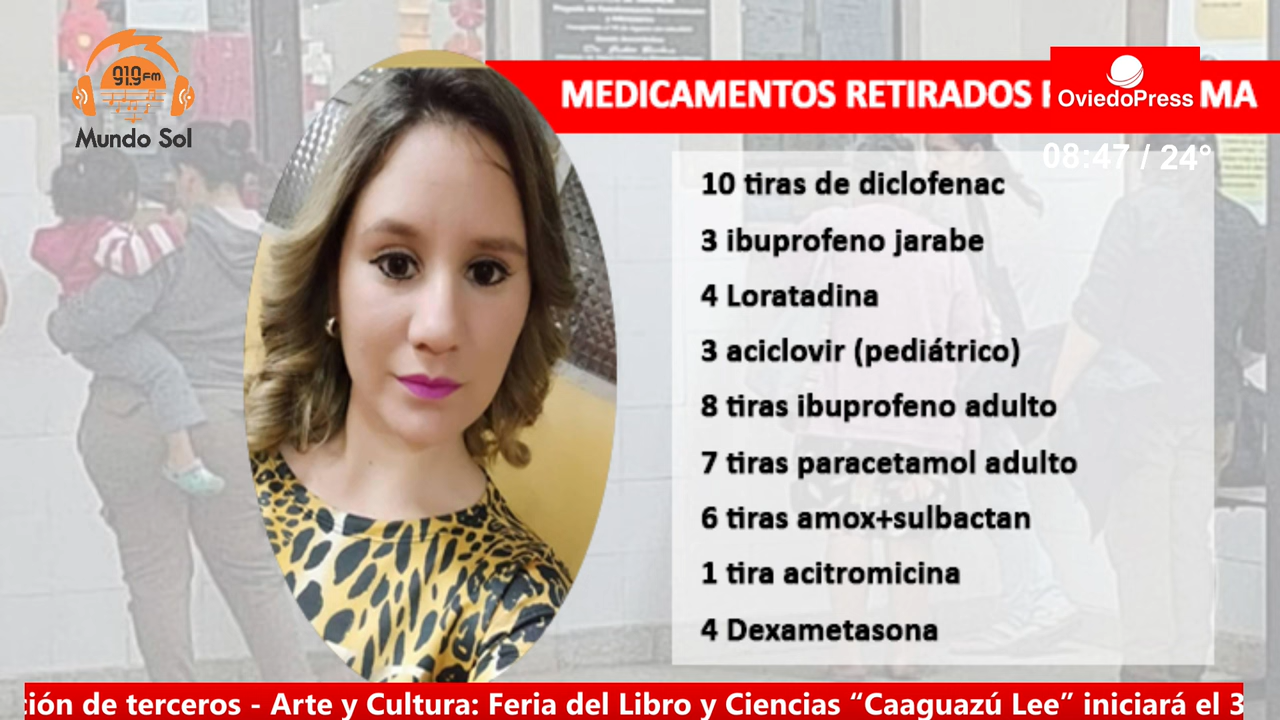 91.9 FM
Mundo Sol
MEDICAMENTOS RETIRADOS
MA
OviedoPress
08:47 / 24°
10 tiras de diclofenac
3 ibuprofeno jarabe
4 Loratadina
3 aciclovir (pediátrico)
8 tiras ibuprofeno adulto
7 tiras paracetamol adulto
6 tiras amox+sulbactan
1 tira acitromicina
4 Dexametasona
ción de terceros - Arte y Cultura: Feria del Libro y Ciencias “Caaguazú Lee” iniciará el 3